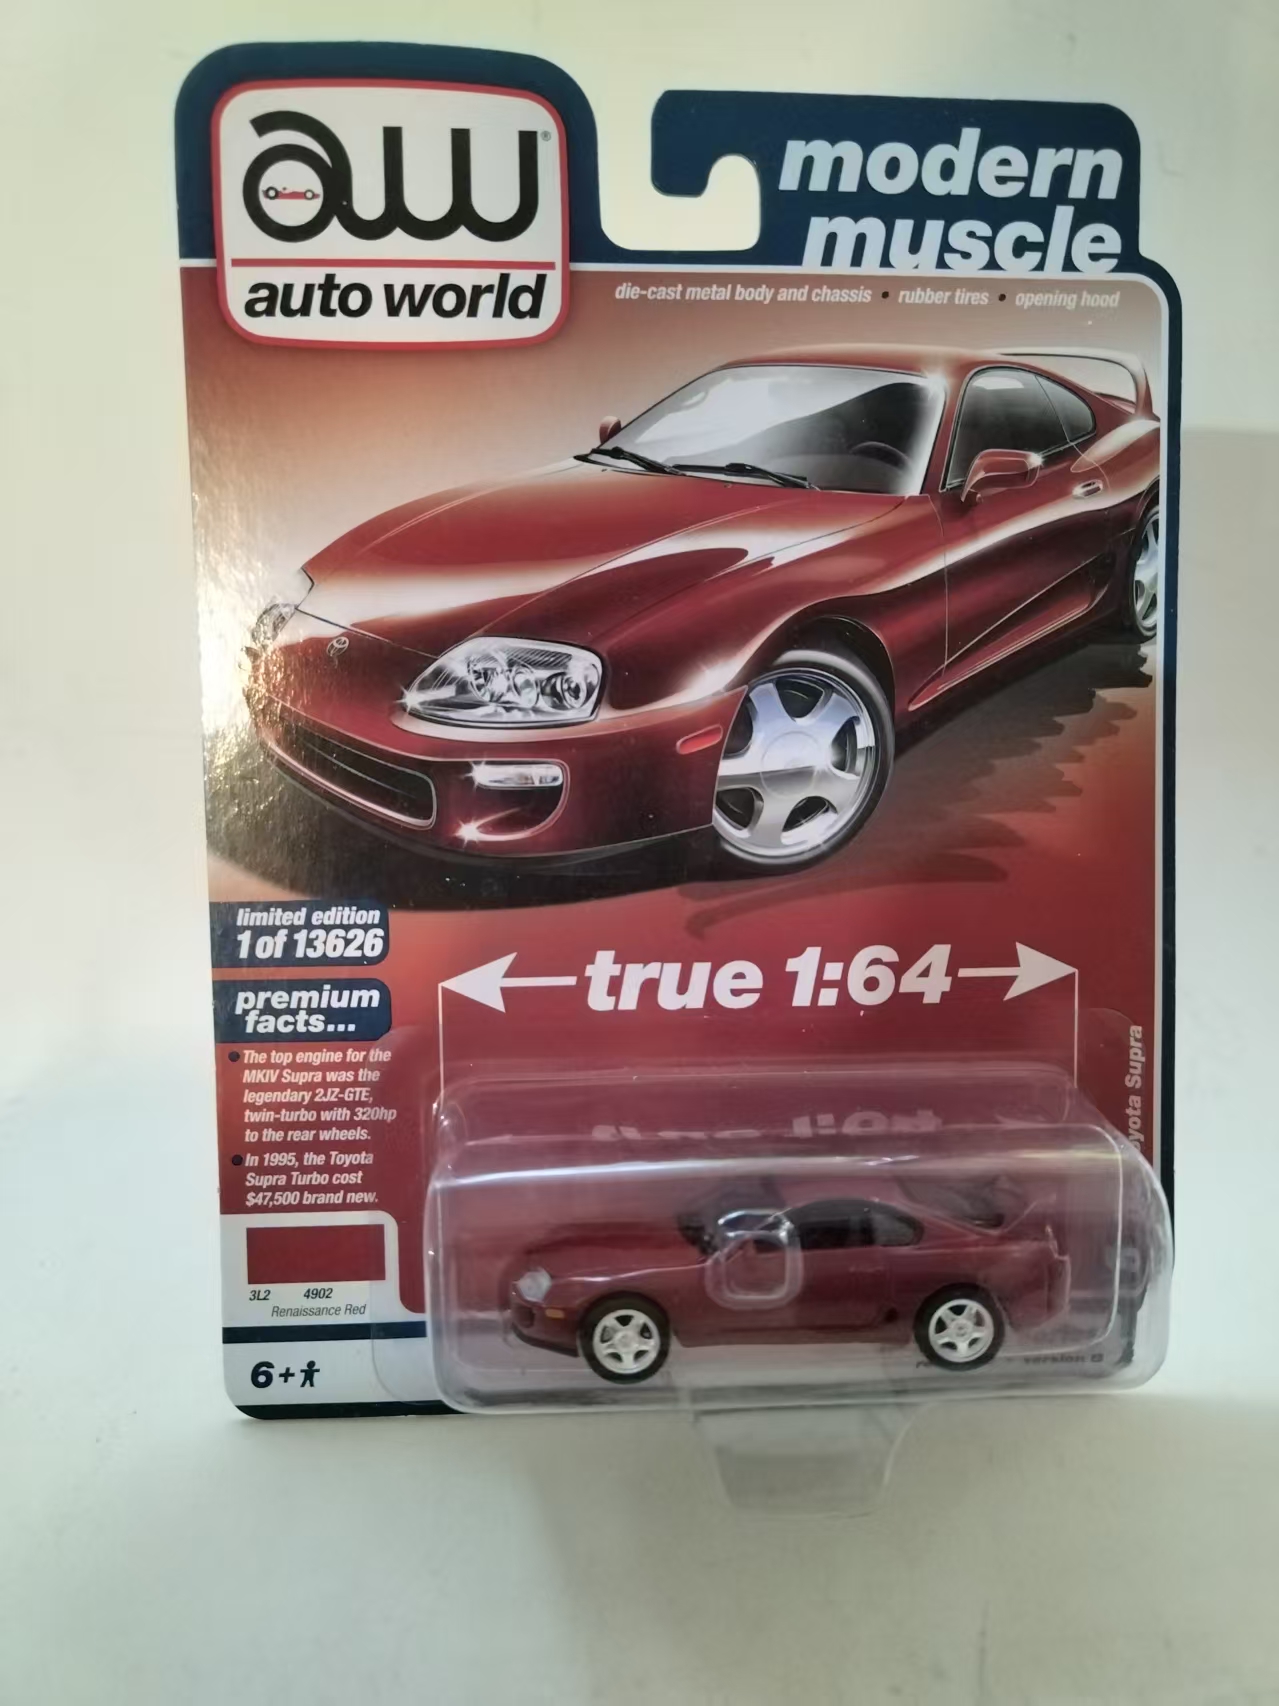 aw®
auto world
modern
muscle
die-cast metal body and chassis • rubber tires • opening hood
limited edition
1 of 13626
true 1:64
premium
facts...
The top engine for the
MKIV Supra was the
legendary 2JZ-GTE,
twin-turbo with 320hp
to the rear wheels.
In 1995, the Toyota
Supra Turbo cost
$47,500 brand new.
3L2 4902
Renaissance Red
6+
Supra
version B